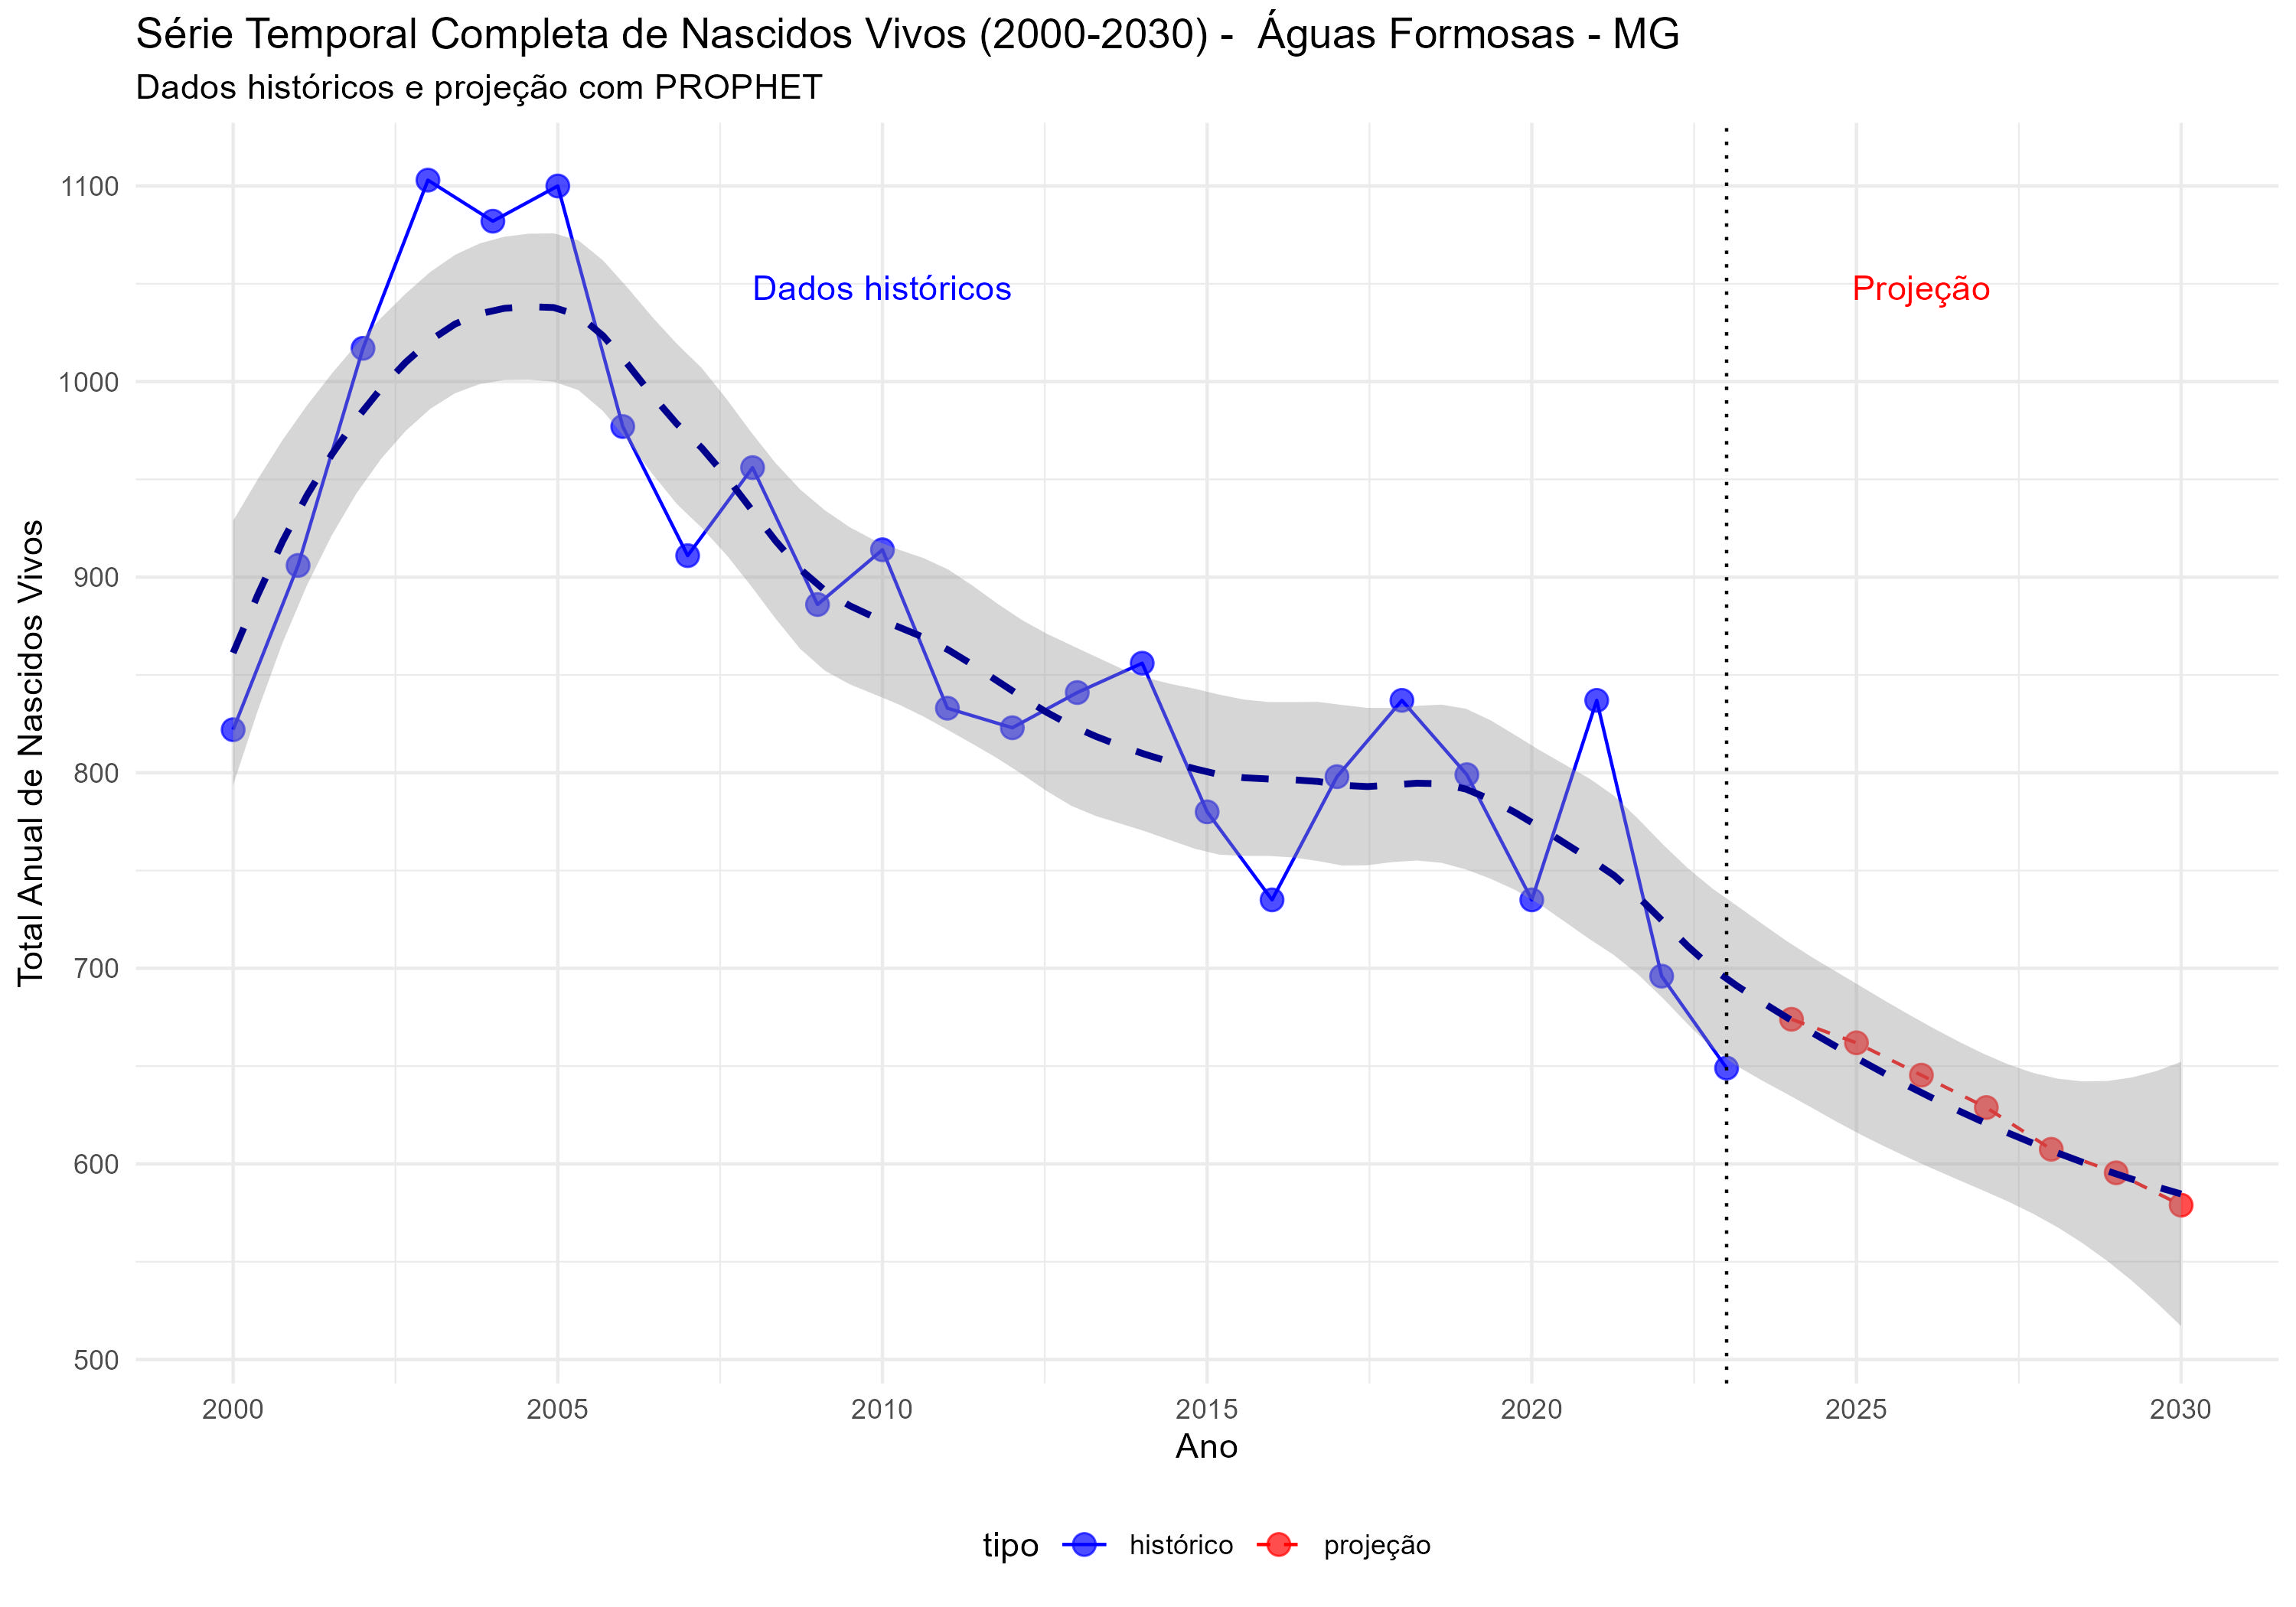 Série Temporal Completa de Nascidos Vivos (2000-2030) -  Águas Formosas - MG
Dados históricos e projeção com PROPHET
Total Anual de Nascidos Vivos
1100
1000
900
800
700
600
500
Dados históricos
Projeção
2000 2005 2010 2015 2020 2025 2030
Ano
tipo histórico projeção